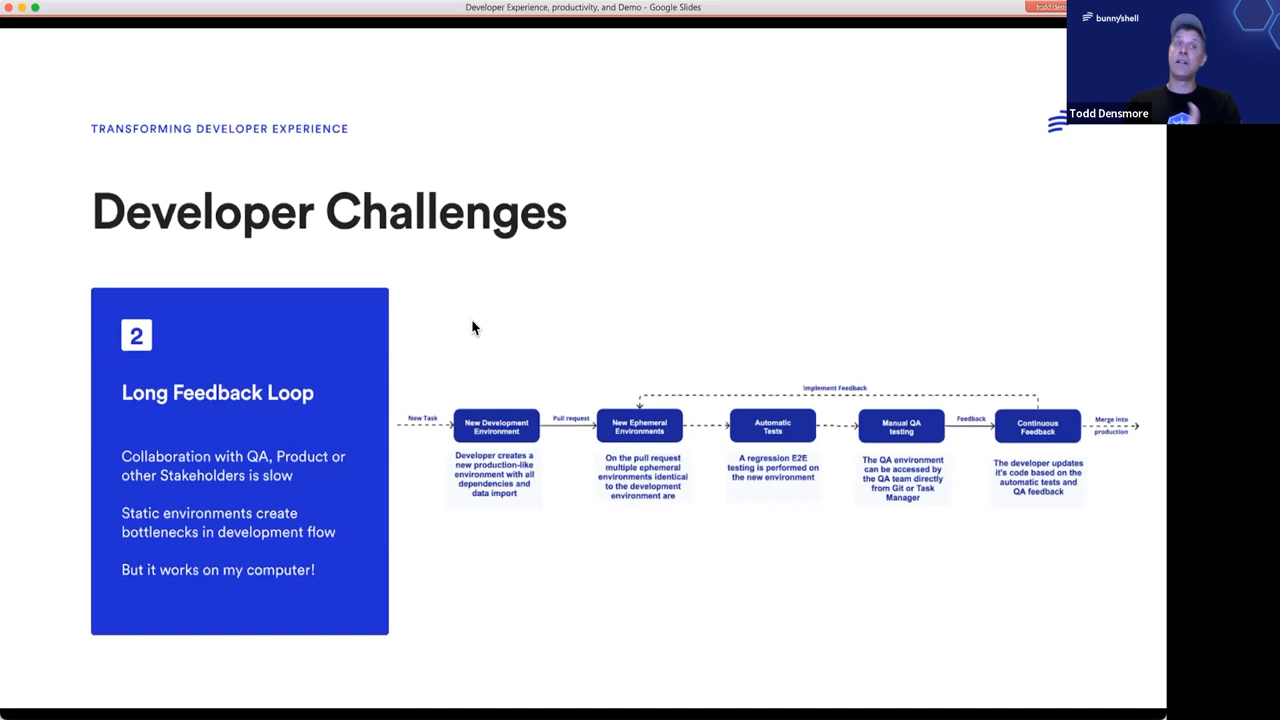 Developer Experience, productivity, and Demo - Google Slides
bunnyshell
Todd Densmore
TRANSFORMING DEVELOPER EXPERIENCE
Developer Challenges
2
Long Feedback Loop
Collaboration with QA, Product or
other Stakeholders is slow
Static environments create
bottlenecks in development flow
But it works on my computer!
Implement Feedback
New Task
New Development
Environment
Developer creates a
new production-like
environment with all
dependencies and
data import
Pull request
New Ephemeral
Environments
On the pull request
multiple ephemeral
environments identical
to the development
environment are
Automatic
Tests
A regression E2E
testing is performed on
the new environment
Manual QA
testing
The QA environment
can be accessed by
the QA team directly
from Git or Task
Manager
Feedback
Continuous
Feedback
The developer updates
it's code based on the
automatic tests and
QA feedback
Merge into
production